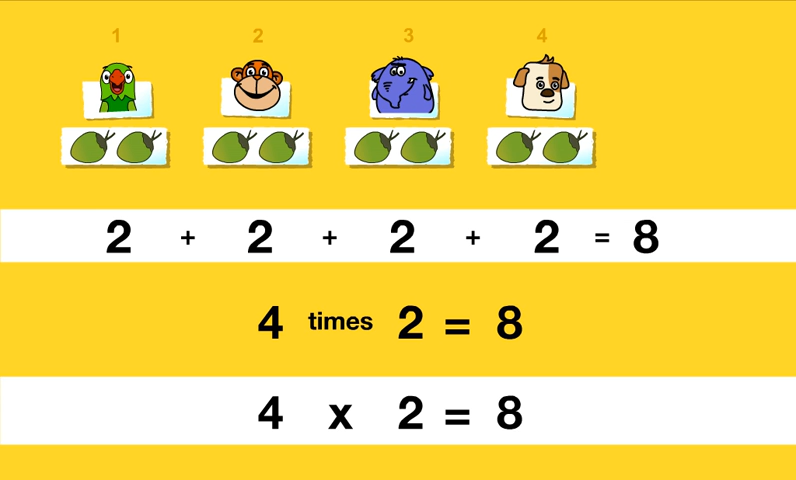 1 2 3 4
2 + 2 + 2 + 2 = 8
4 times 2 = 8
4 x 2 = 8